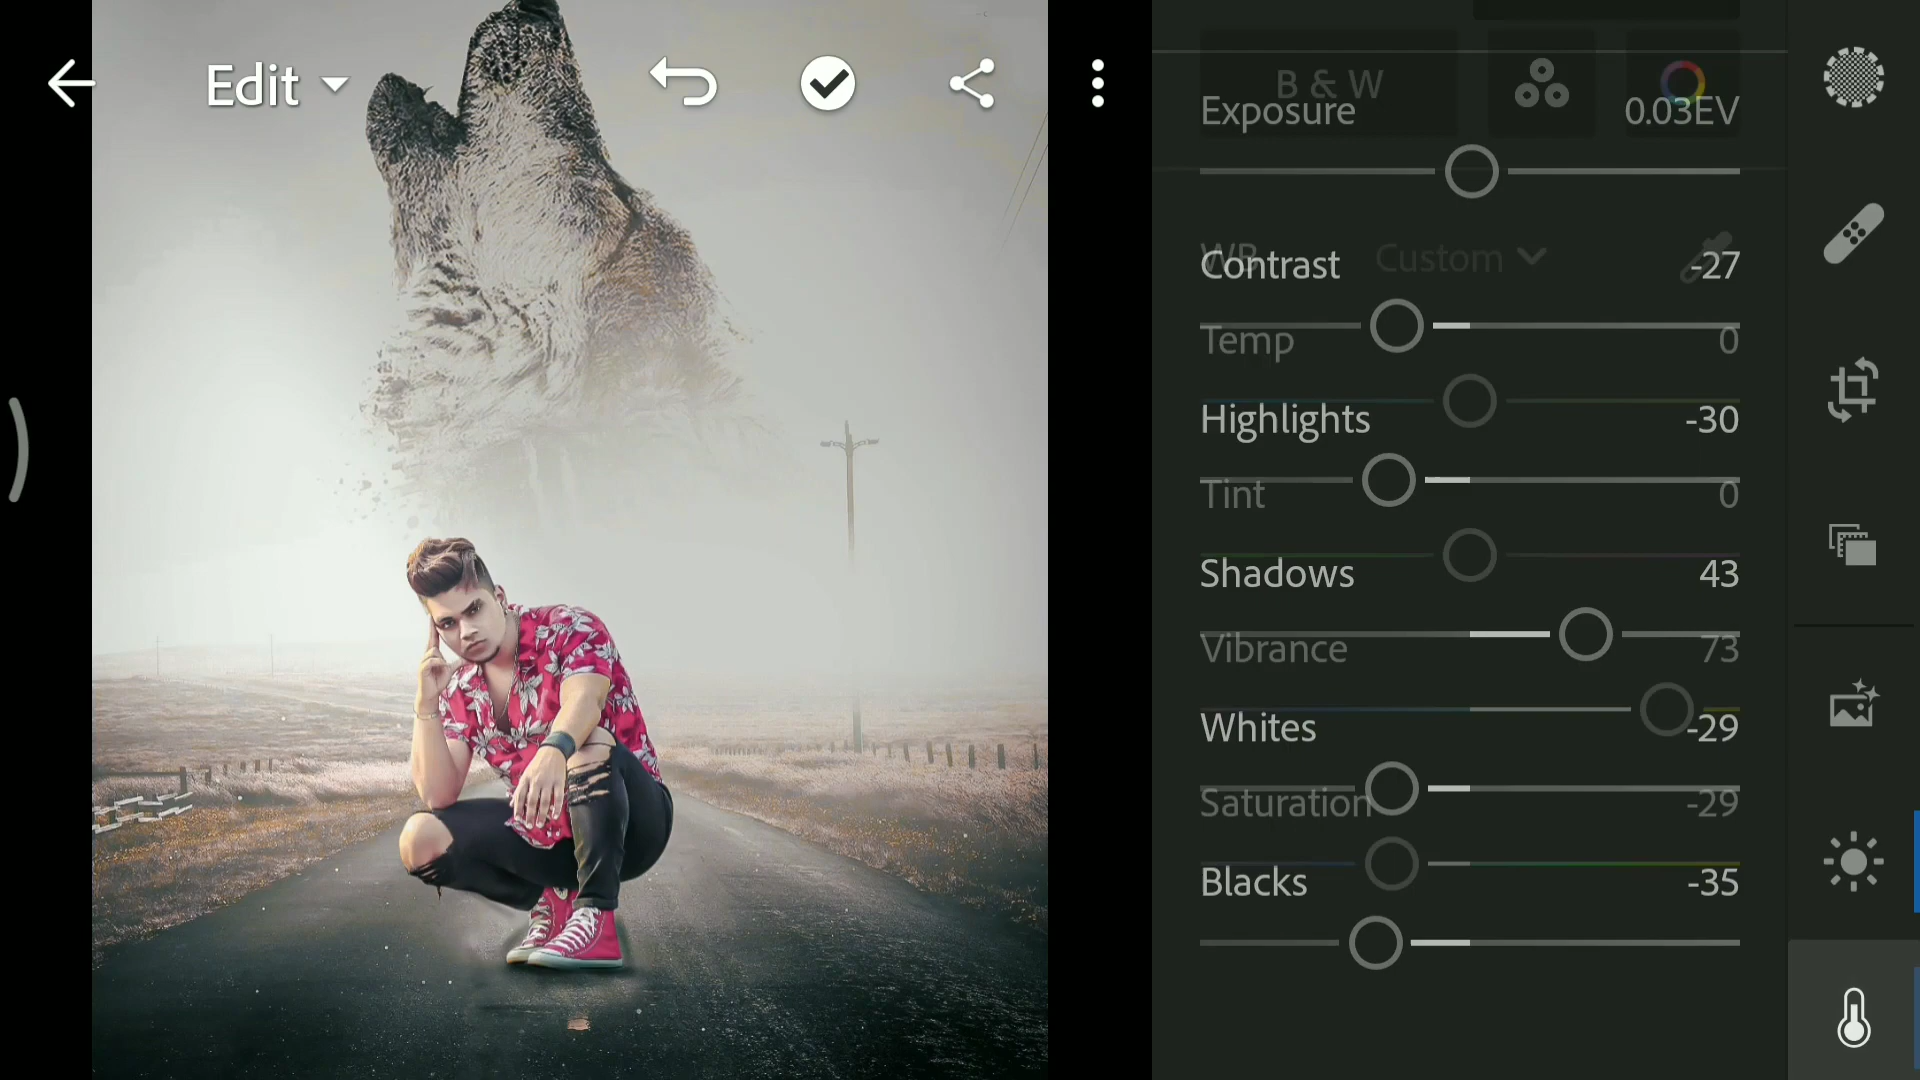 Edit
B & W
Exposure 0.03EV
WB Custom
Contrast -27
Temp 0
Highlights -30
Tint 0
Shadows 43
Vibrance 73
Whites -29
Saturation -29
Blacks -35